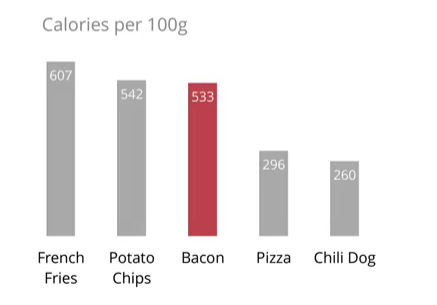 Calories per 100g
607
542
533
296
260
French Potato Bacon Pizza Chili Dog
Fries Chips